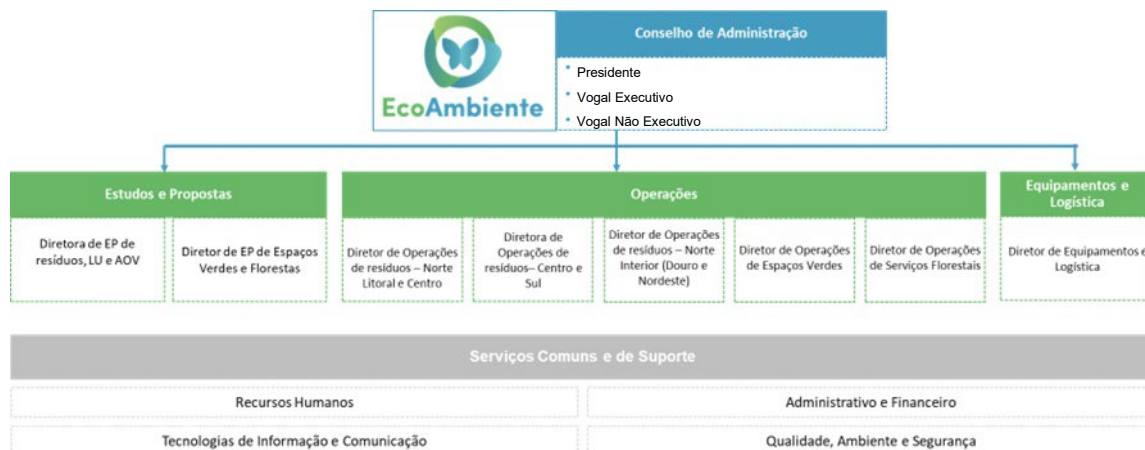 EcoAmbiente
Conselho de Administração
• Presidente
• Vogal Executivo
• Vogal Não Executivo
Estudos e Propostas
Diretora de EP de
resíduos, LU e AOV
Diretor de EP de Espaços
Verdes e Florestas
Operações
Diretor de Operações
de resíduos – Norte
Litoral e Centro
Diretora de
Operações de
resíduos– Centro e
Sul
Diretor de Operações
de resíduos – Norte
Interior (Douro e
Nordeste)
Diretor de Operações
de Espaços Verdes
Diretor de Operações
de Serviços Florestais
Equipamentos e
Logística
Diretor de Equipamentos e
Logística
Serviços Comuns e de Suporte
Recursos Humanos
Administrativo e Financeiro
Tecnologias de Informação e Comunicação
Qualidade, Ambiente e Segurança